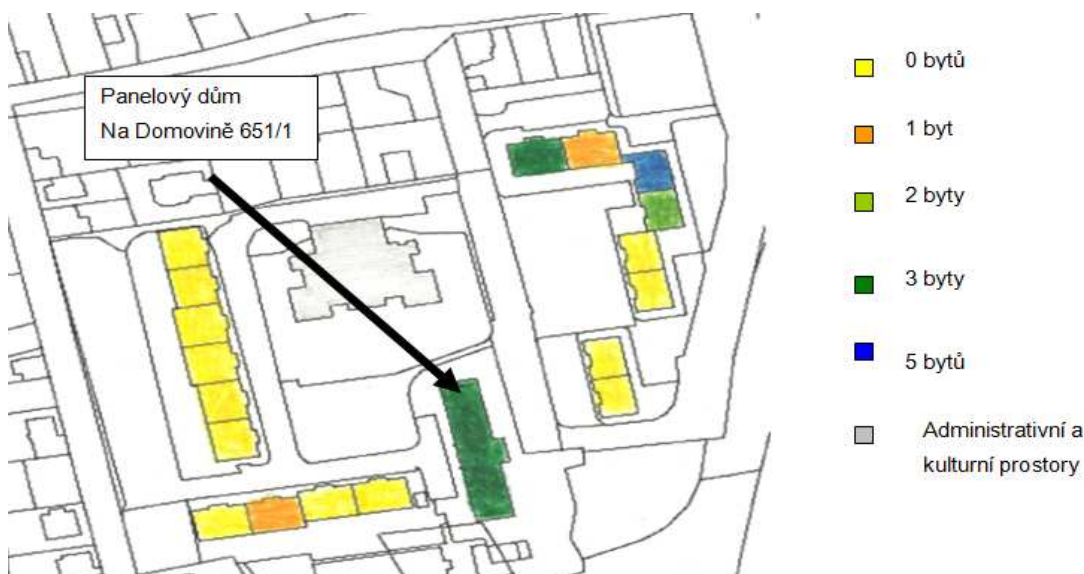 Panelový dům
Na Domovině 651/1
0 bytů
1 byt
2 byty
3 byty
5 bytů
Administrativní a
kulturní prostory